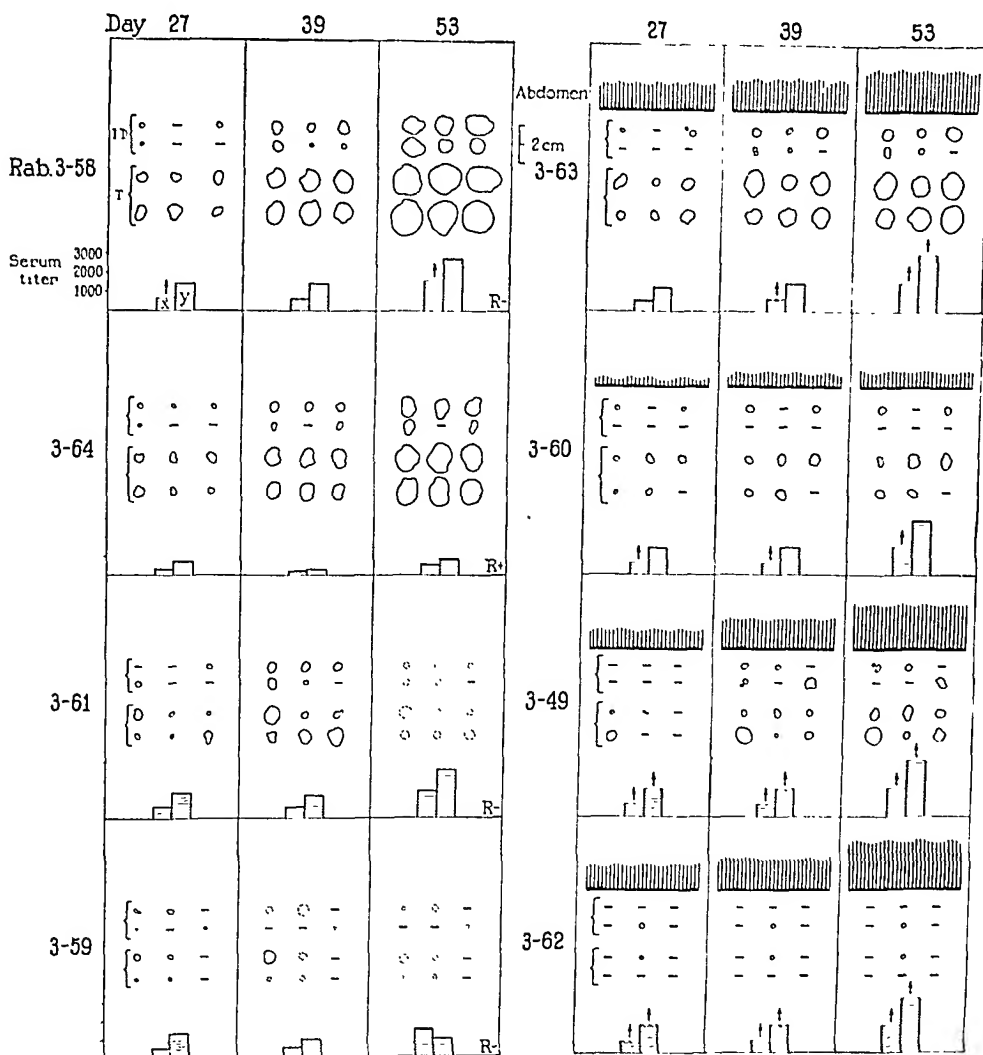 Day 27 39 53 27 39 53
Abdomen
ID
2cm
Rab. 3-58
3-63
T
Serum titer
3000
2000
1000
x y
R-
3-64
3-60
R+
3-61
3-49
R-
3-59
3-62
R-